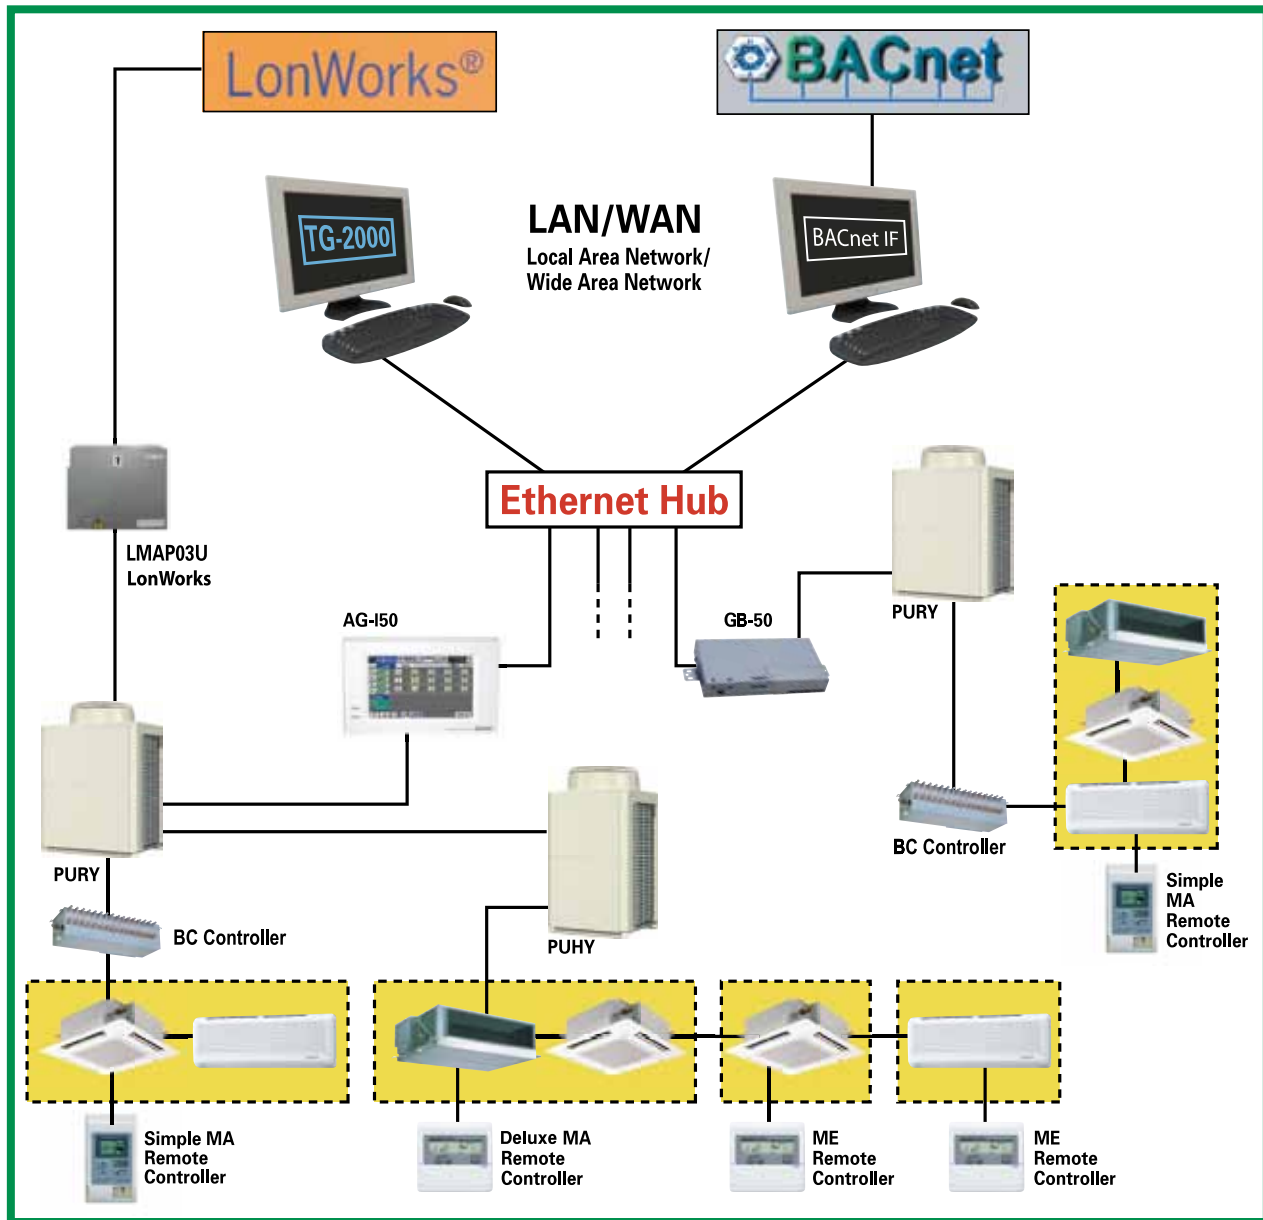 LonWorks®
BACnet
TG-2000
LAN/WAN
Local Area Network/
Wide Area Network
BACnet IF
Ethernet Hub
LMAP03U
LonWorks
AG-I50
GB-50
PURY
PURY
BC Controller
BC Controller
PUHY
Simple
MA
Remote
Controller
Simple MA
Remote
Controller
Deluxe MA
Remote
Controller
ME
Remote
Controller
ME
Remote
Controller